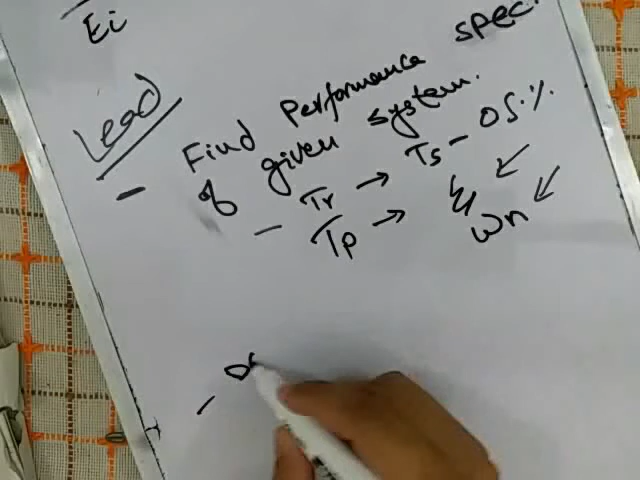 Ei
Lead
- Find Performance spec.
of given system.
- Tr → Ts - OS.%
Tp → ξ
ωn
-